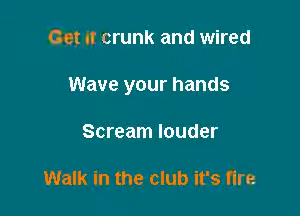 Get it crunk and wired
Wave your hands
Scream louder
Walk in the club it's fire